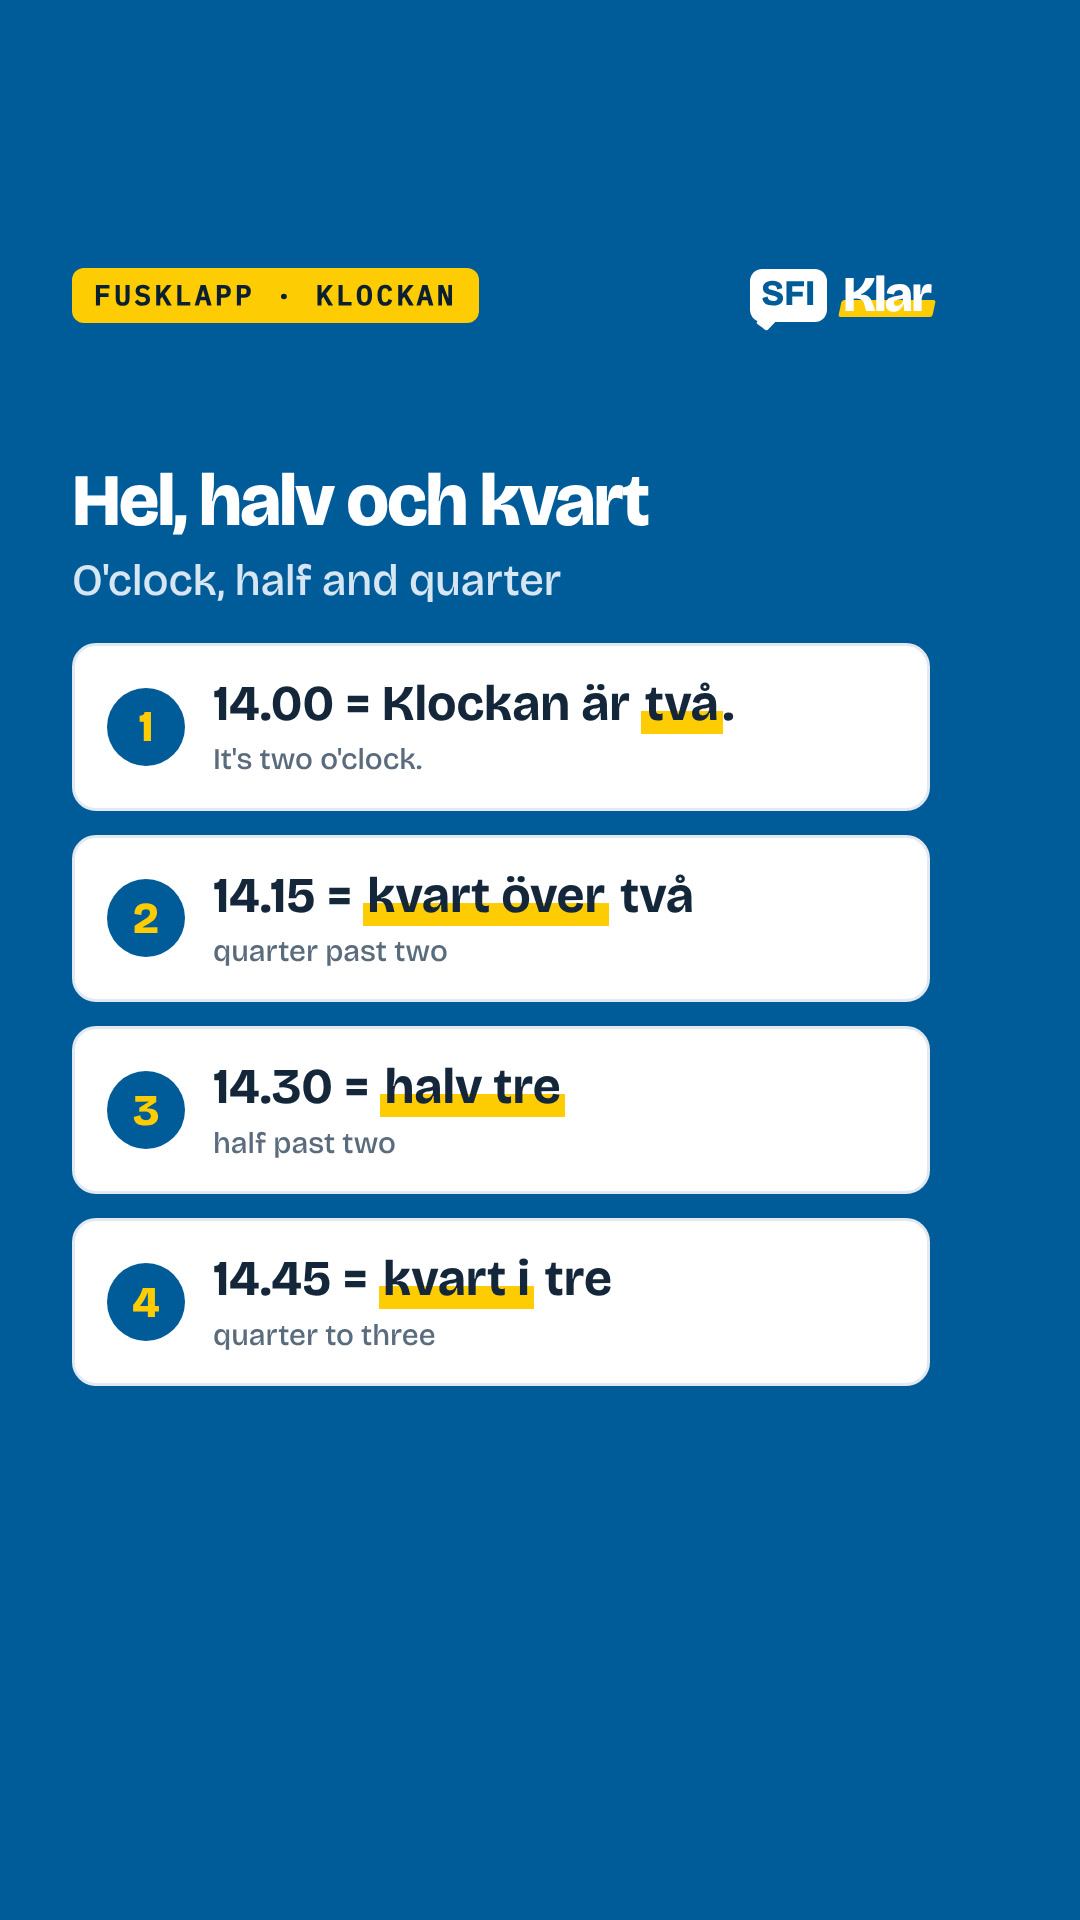 FUSKLAPP · KLOCKAN
SFI Klar
Hel, halv och kvart
O'clock, half and quarter
1
14.00 = Klockan är två.
It's two o'clock.
2
14.15 = kvart över två
quarter past two
3
14.30 = halv tre
half past two
4
14.45 = kvart i tre
quarter to three